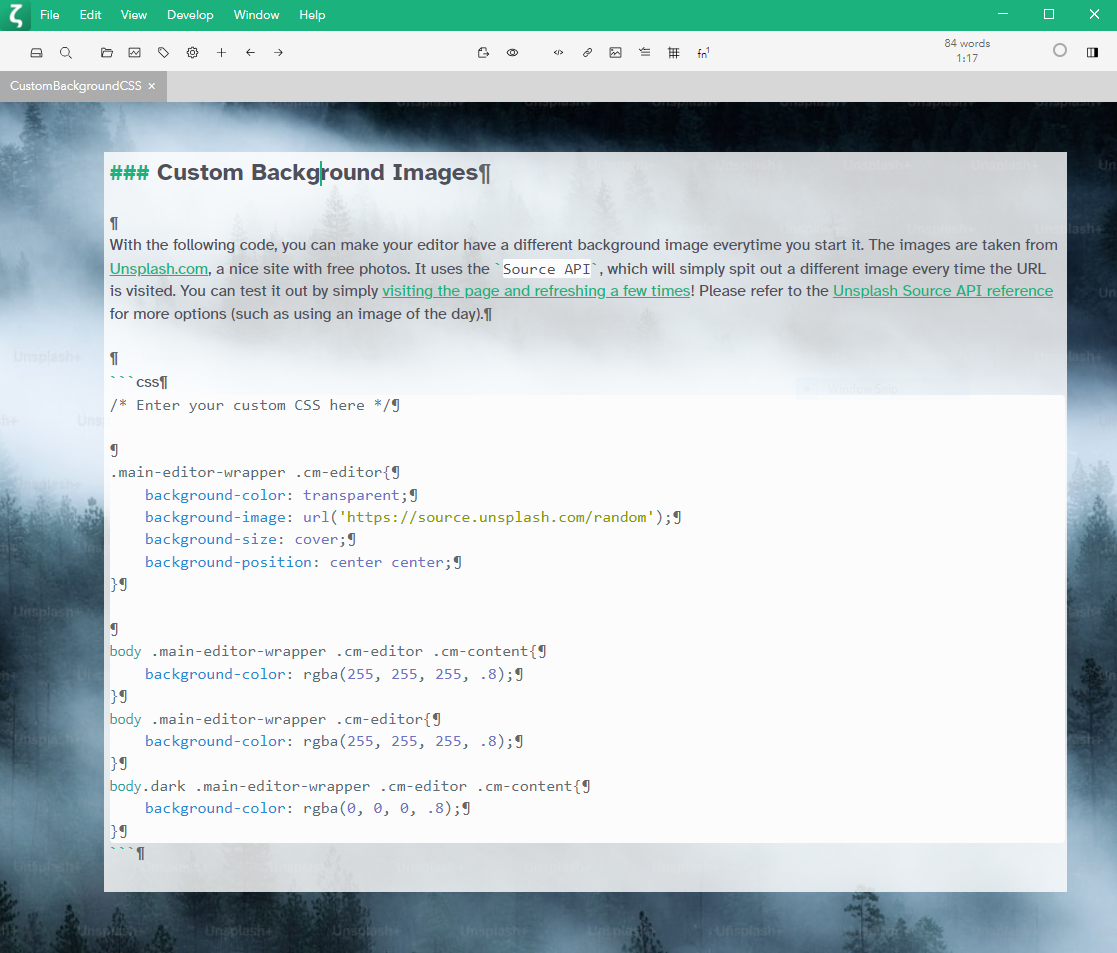 File Edit View Develop Window Help
84 words
1:17
CustomBackgroundCSS ×
### Custom Background Images¶
¶
With the following code, you can make your editor have a different background image everytime you start it. The images are taken from
Unsplash.com, a nice site with free photos. It uses the `Source API`, which will simply spit out a different image every time the URL
is visited. You can test it out by simply visiting the page and refreshing a few times! Please refer to the Unsplash Source API reference
for more options (such as using an image of the day).¶
¶
```css¶
/* Enter your custom CSS here */¶
¶
.main-editor-wrapper .cm-editor{¶
    background-color: transparent;¶
    background-image: url('https://source.unsplash.com/random');¶
    background-size: cover;¶
    background-position: center center;¶
}¶
¶
body .main-editor-wrapper .cm-editor .cm-content{¶
    background-color: rgba(255, 255, 255, .8);¶
}¶
body .main-editor-wrapper .cm-editor{¶
    background-color: rgba(255, 255, 255, .8);¶
}¶
body.dark .main-editor-wrapper .cm-editor .cm-content{¶
    background-color: rgba(0, 0, 0, .8);¶
}¶
```¶
Unsplash+ Unsplash+ Unsplash+ Unsplash+ Unsplash+ Unsplash+